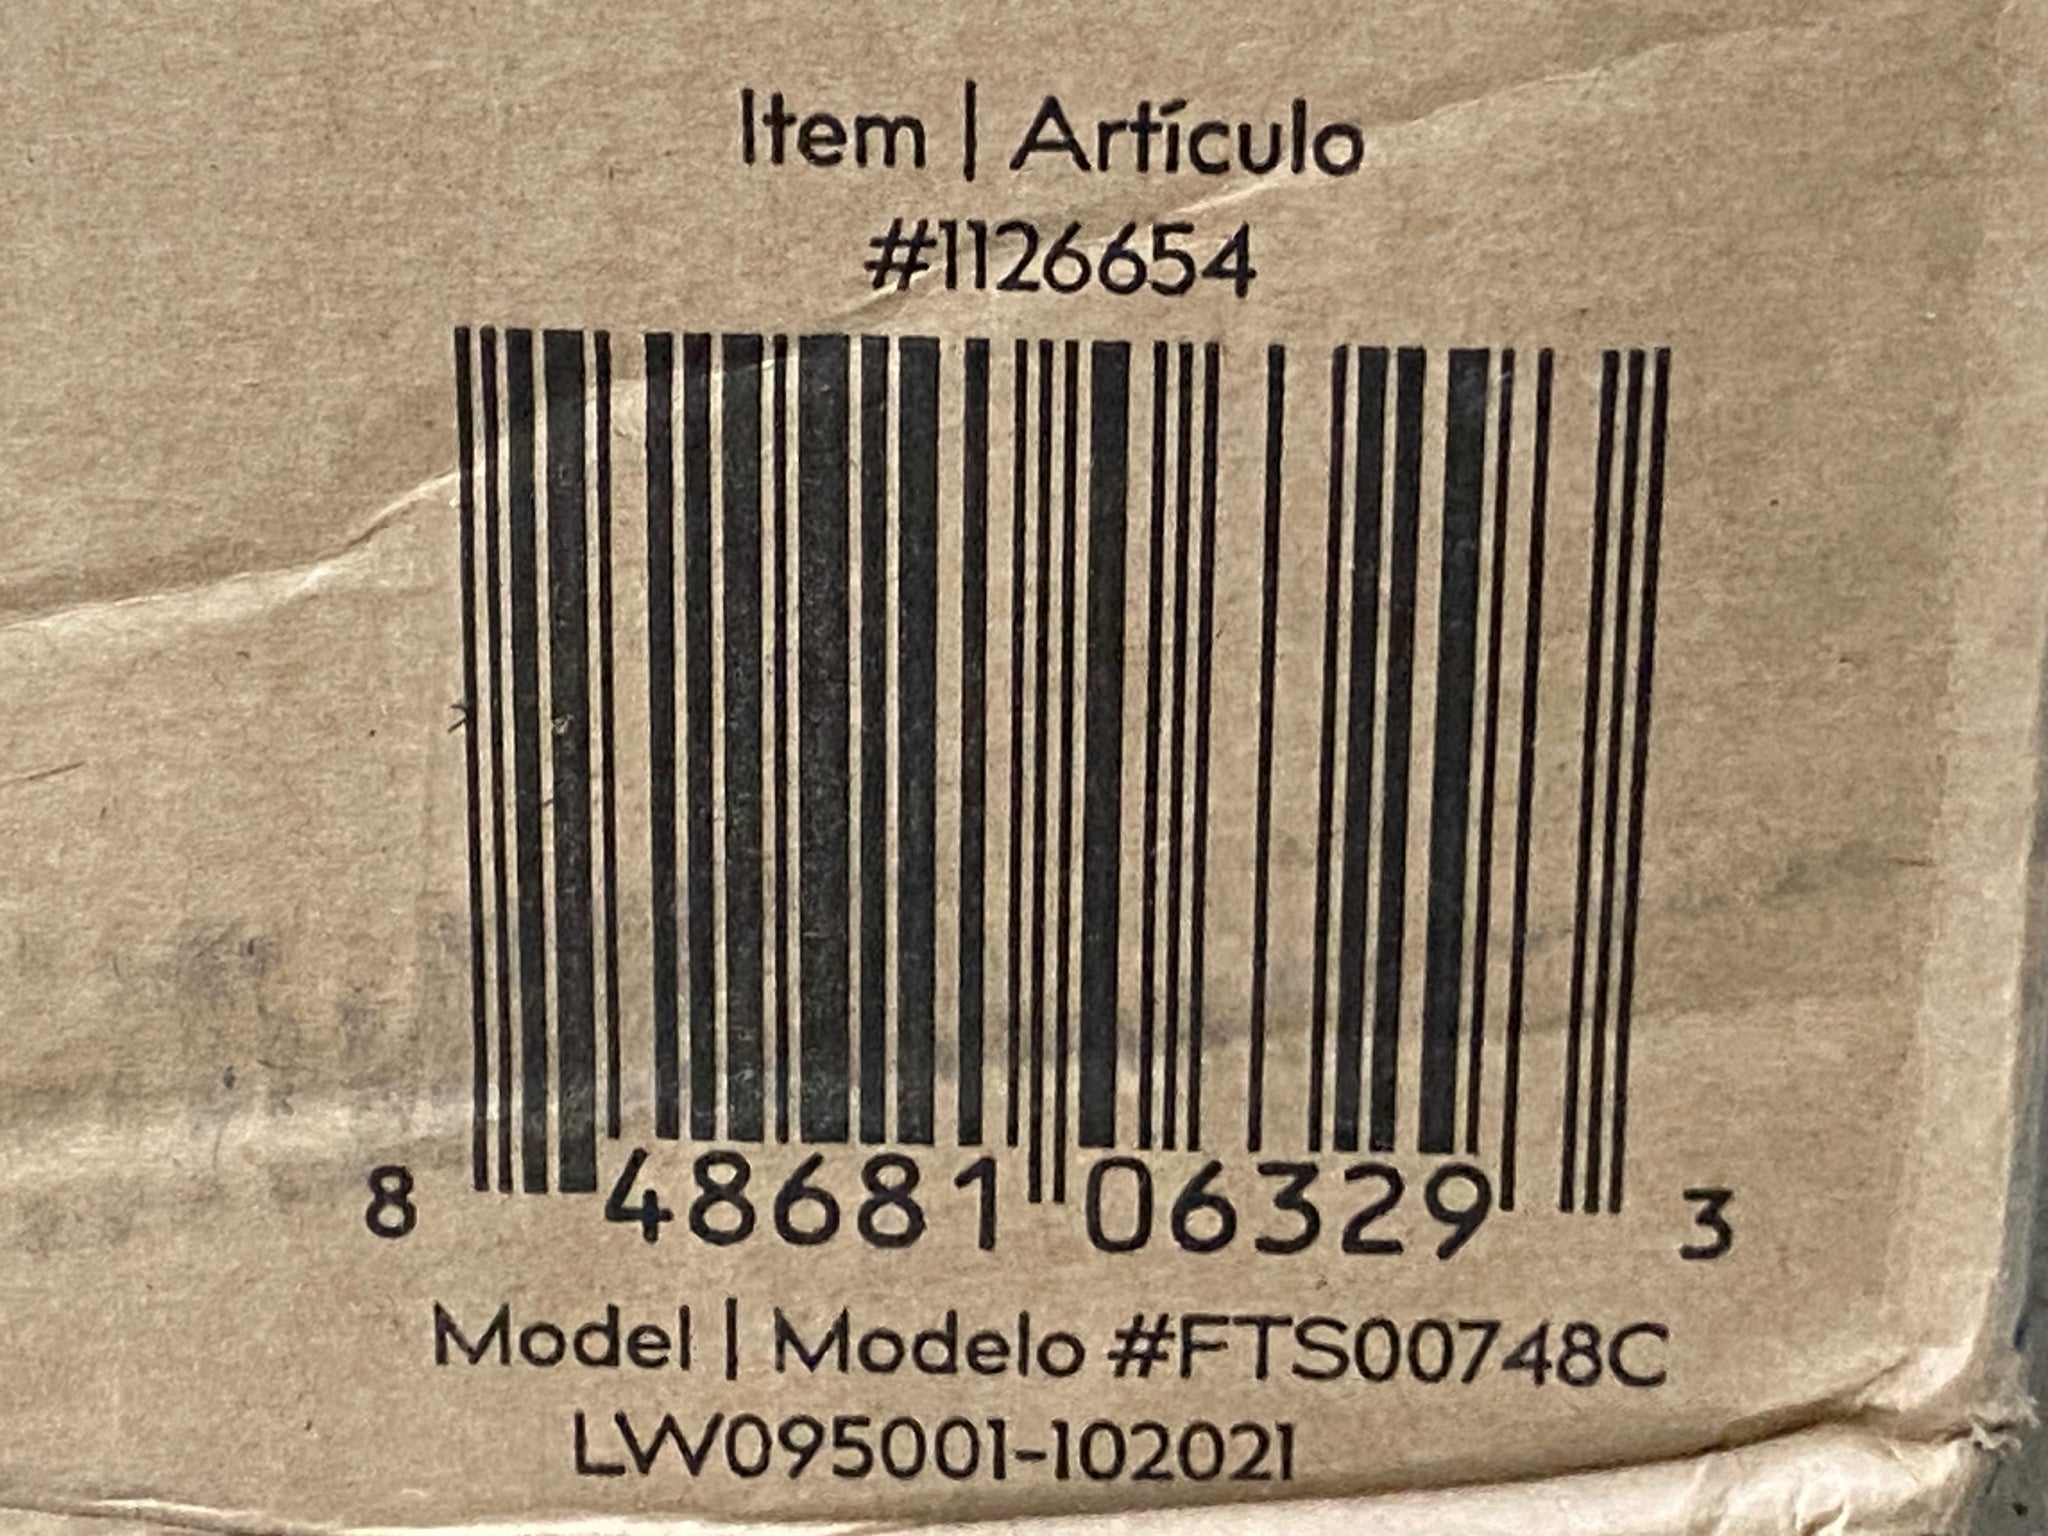 Item | Artículo
#1126654
8 48681 06329 3
Model | Modelo #FTS00748C
LW095001-102021